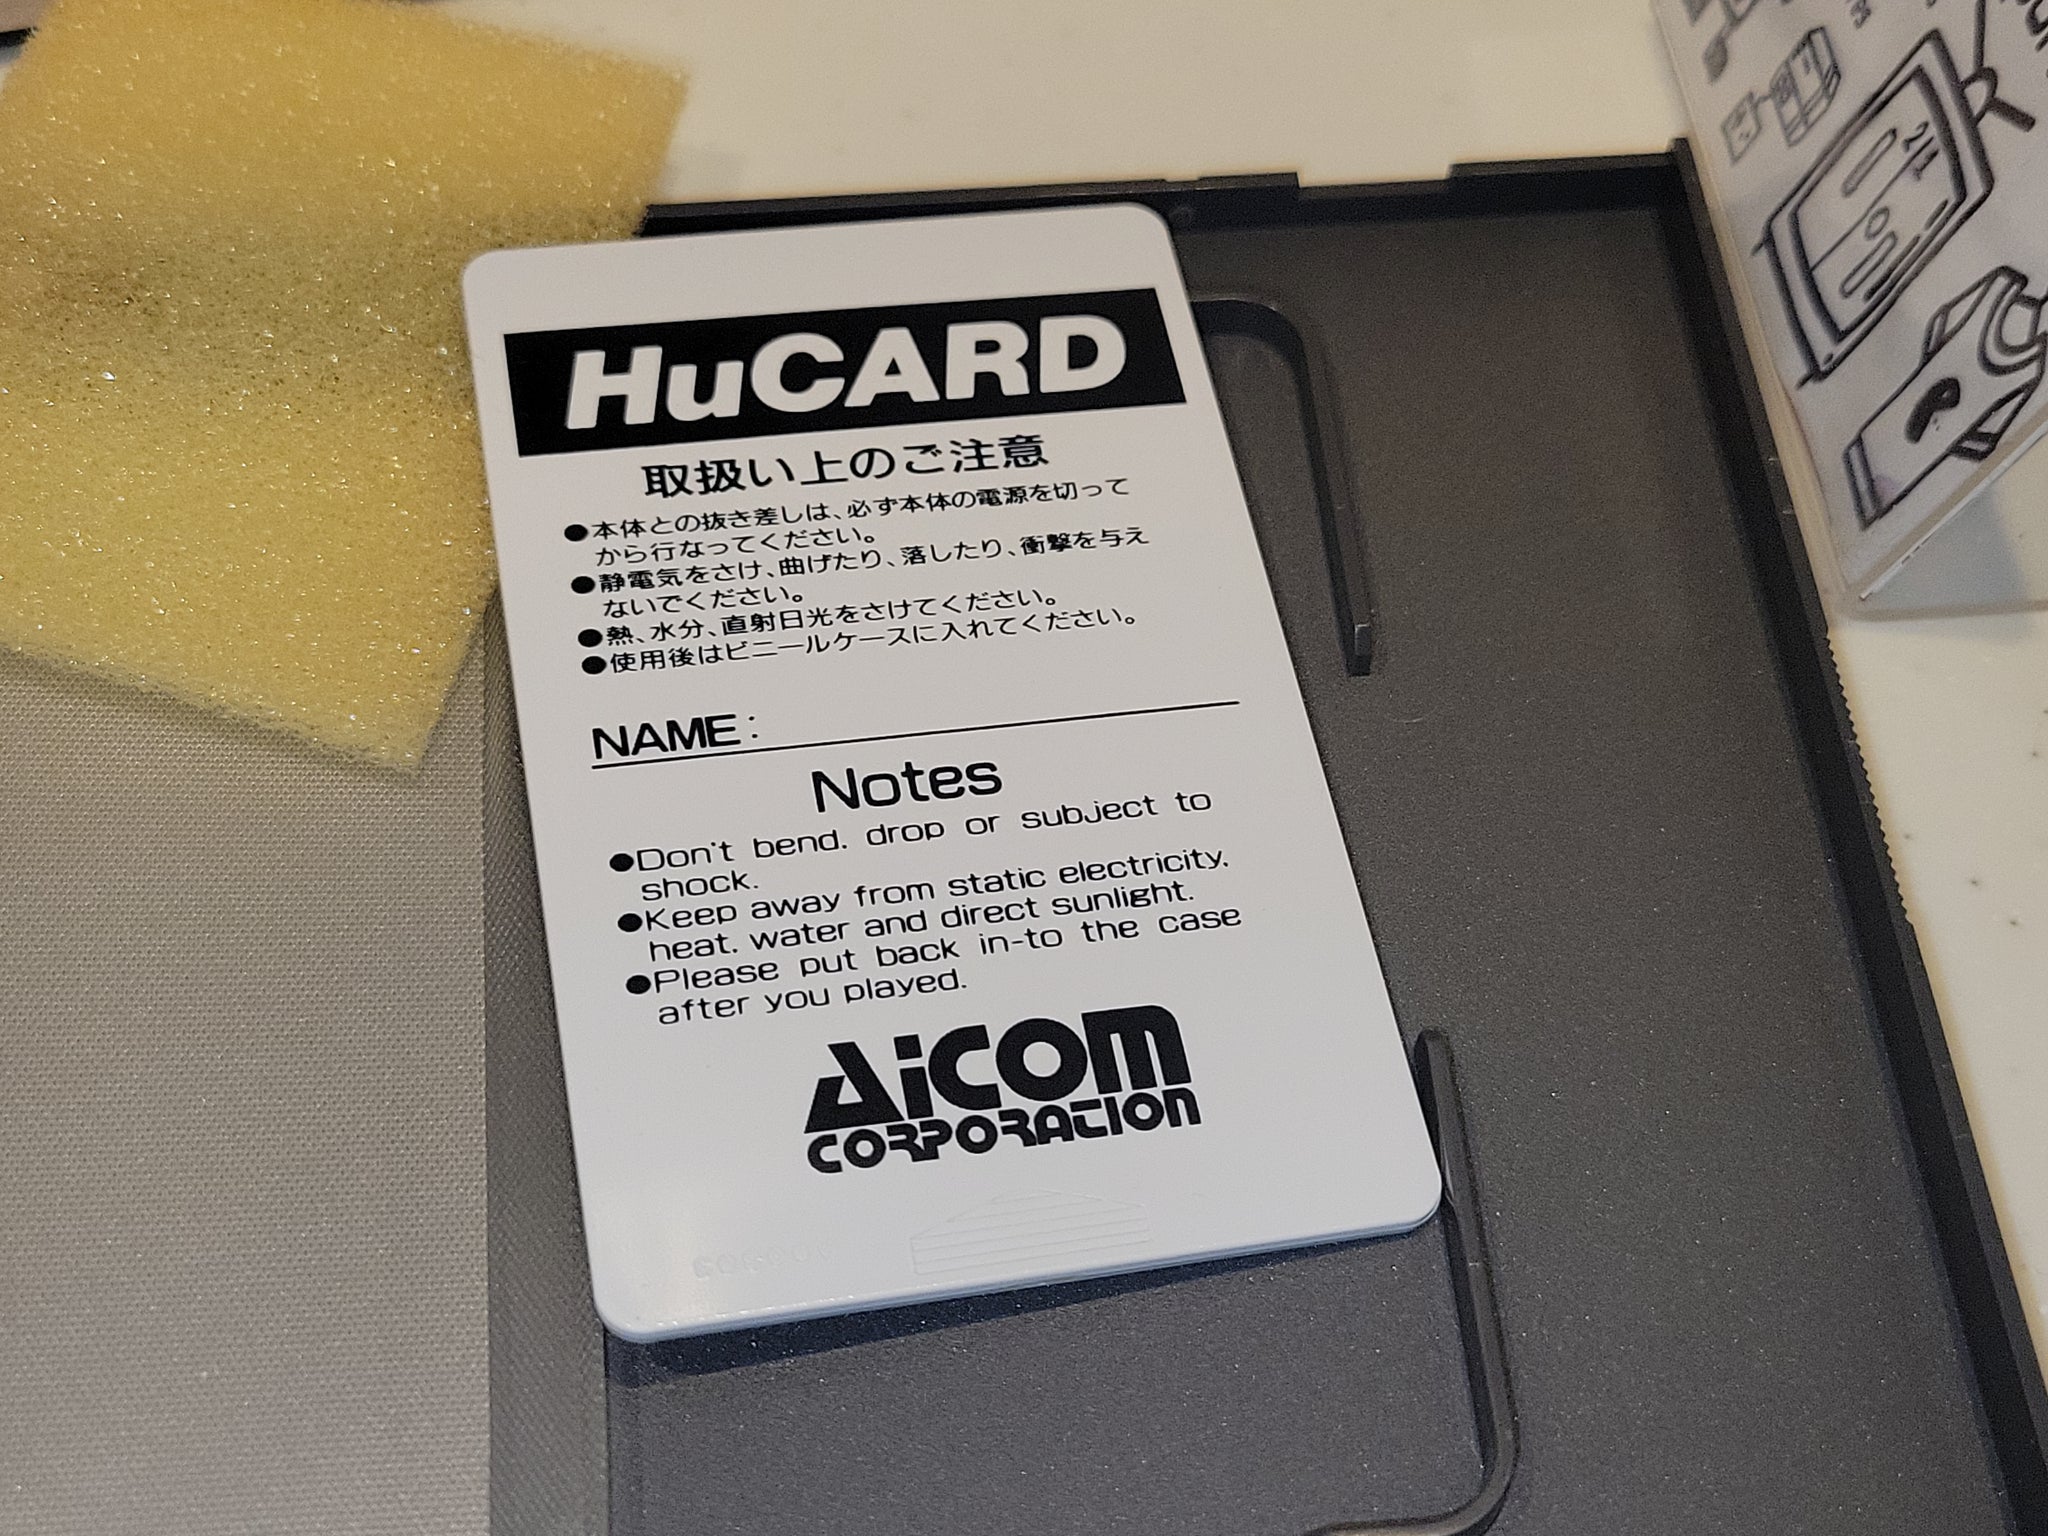 HuCARD
取扱い上のご注意
●本体との抜き差しは、必ず本体の電源を切って
から行なってください。
●静電気をさけ、曲げたり、落したり、衝撃を与え
ないでください。
●熱、水分、直射日光をさけてください。
●使用後はビニールケースに入れてください。
NAME:
Notes
●Don't bend. drop or subject to
shock.
●Keep away from static electricity.
heat. water and direct sunlight.
●Please put back in-to the case
after you played.
AiCOM
CORPORATION